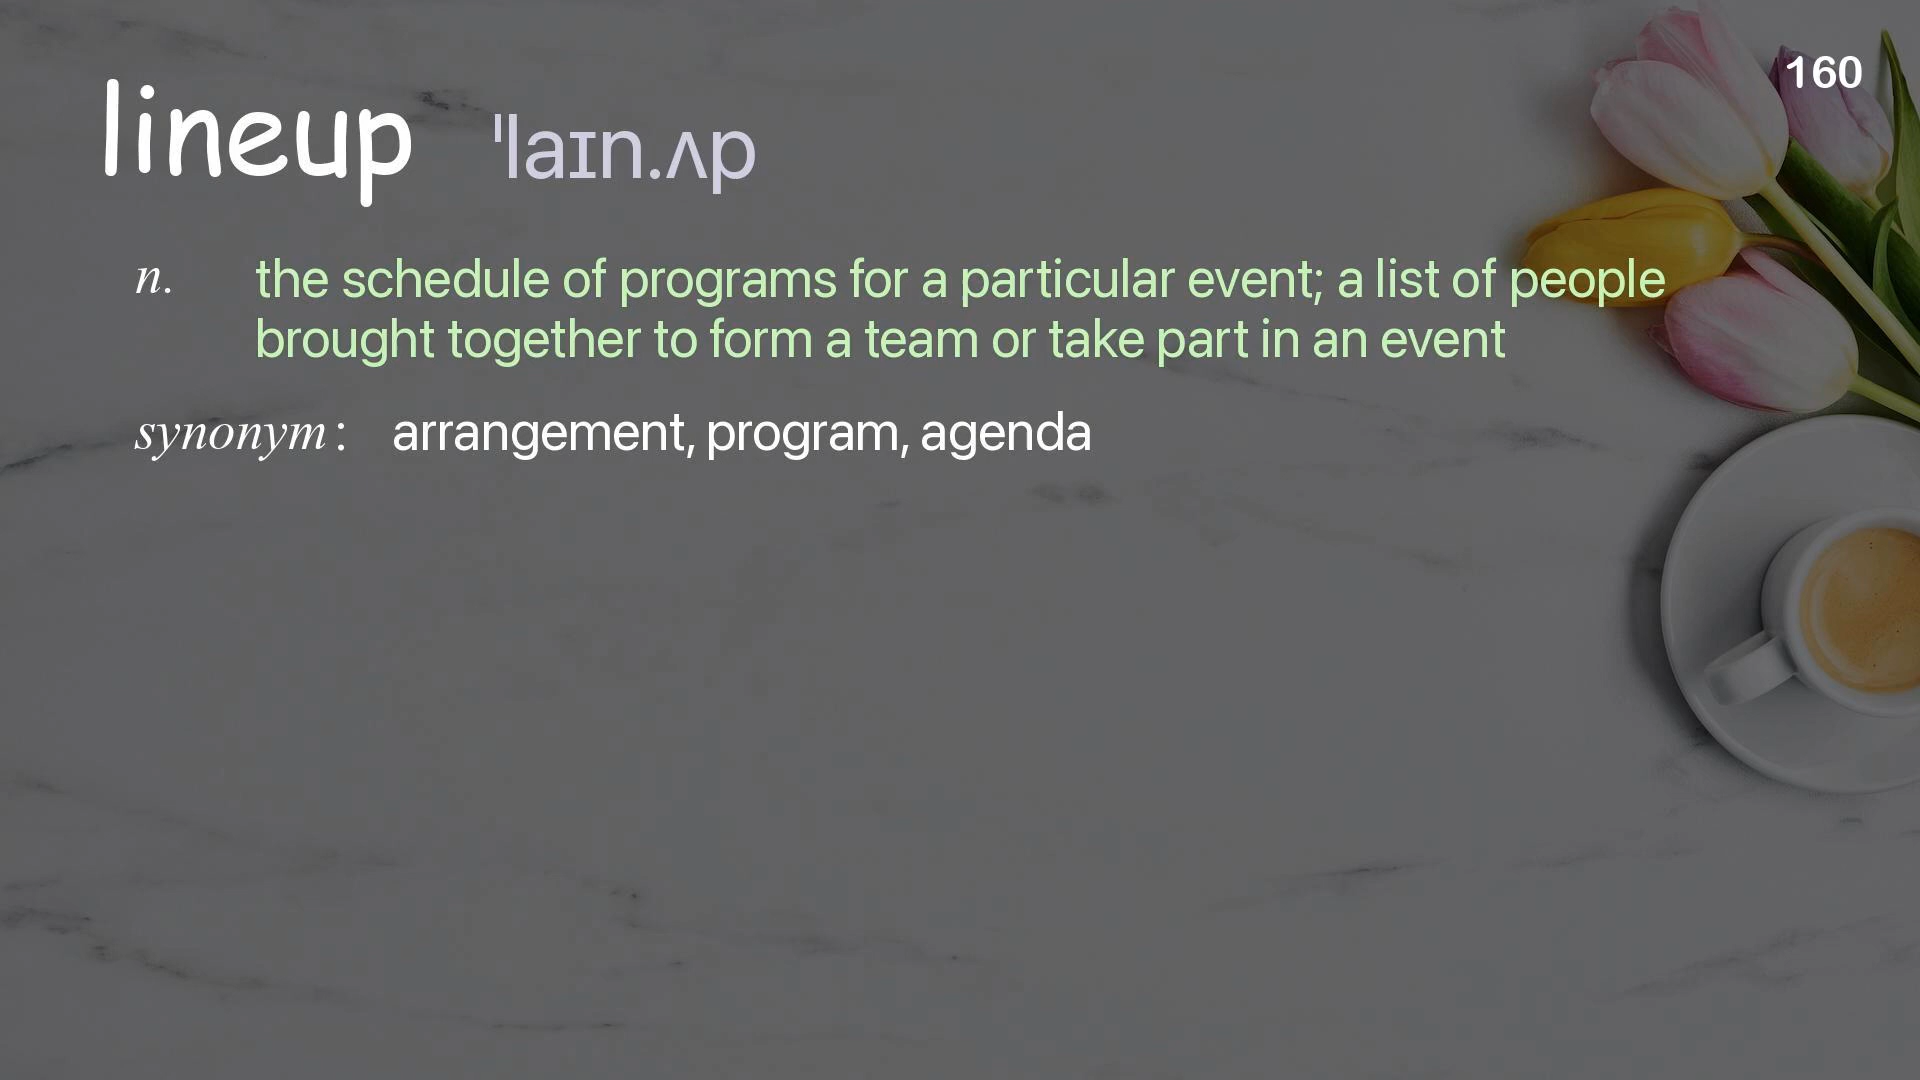 160
lineup ˈlaɪn.ʌp
n. the schedule of programs for a particular event; a list of people
brought together to form a team or take part in an event
synonym: arrangement, program, agenda